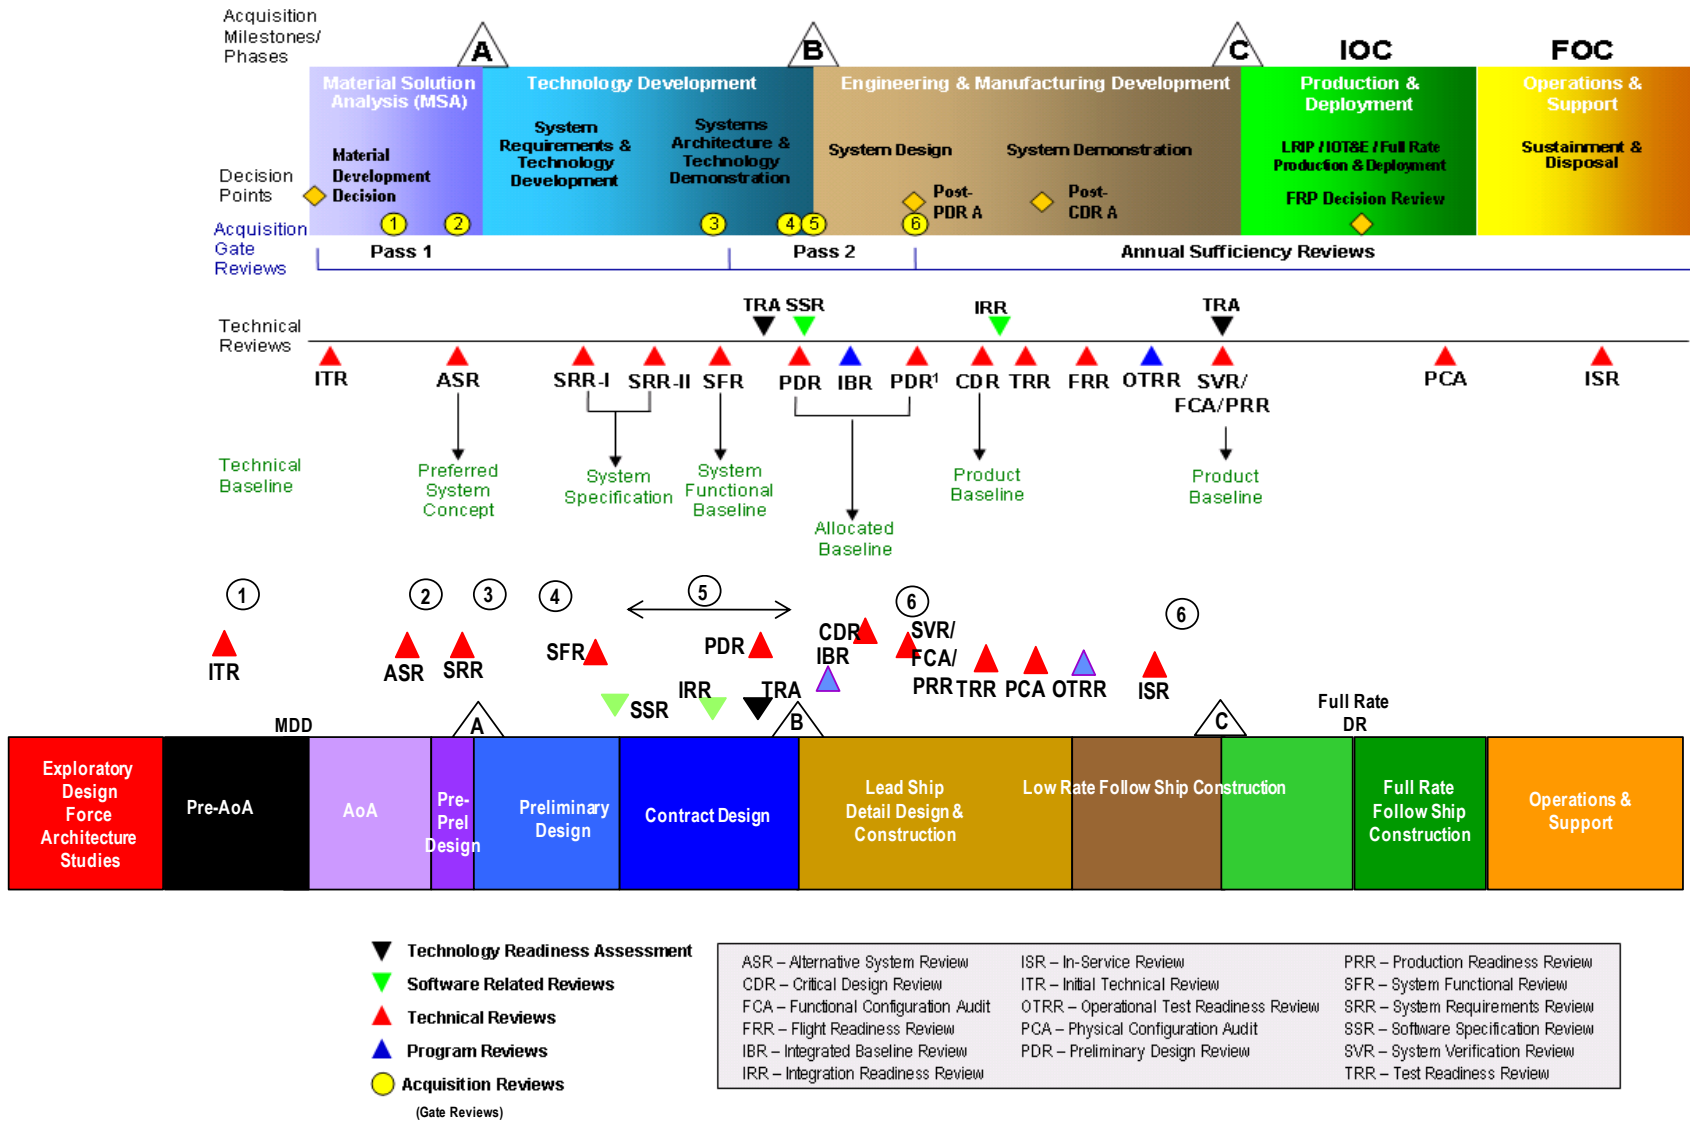 Acquisition
Milestones/
Phases
A
B
C
IOC
FOC
Material Solution
Analysis (MSA)
Technology Development
Engineering & Manufacturing Development
Production &
Deployment
Operations &
Support
System
Requirements &
Technology
Development
Systems
Architecture &
Technology
Demonstration
System Design
System Demonstration
LRIP / IOT&E / Full Rate
Production & Deployment
Sustainment &
Disposal
Decision
Points
Material
Development
Decision
Post-
PDR A
Post-
CDR A
FRP Decision Review
1
2
3
4
5
6
Acquisition
Gate
Reviews
Pass 1
Pass 2
Annual Sufficiency Reviews
TRA
SSR
IRR
TRA
Technical
Reviews
ITR
ASR
SRR-I
SRR-II
SFR
PDR
IBR
PDR¹
CDR
TRR
FRR
OTRR
SVR/
FCA/PRR
PCA
ISR
Technical
Baseline
Preferred
System
Concept
System
Specification
System
Functional
Baseline
Allocated
Baseline
Product
Baseline
Product
Baseline
1
2
3
4
5
6
6
ITR
ASR
SRR
SFR
PDR
CDR
IBR
SVR/
FCA/
PRR
TRR
PCA
OTRR
ISR
SSR
IRR
TRA
MDD
A
B
C
Full Rate
DR
Exploratory
Design
Force
Architecture
Studies
Pre-AoA
AoA
Pre-
Prel
Design
Preliminary
Design
Contract Design
Lead Ship
Detail Design &
Construction
Low Rate Follow Ship Construction
Full Rate
Follow Ship
Construction
Operations &
Support
Technology Readiness Assessment
Software Related Reviews
Technical Reviews
Program Reviews
Acquisition Reviews
(Gate Reviews)
ASR – Alternative System Review
CDR – Critical Design Review
FCA – Functional Configuration Audit
FRR – Flight Readiness Review
IBR – Integrated Baseline Review
IRR – Integration Readiness Review
ISR – In-Service Review
ITR – Initial Technical Review
OTRR – Operational Test Readiness Review
PCA – Physical Configuration Audit
PDR – Preliminary Design Review
PRR – Production Readiness Review
SFR – System Functional Review
SRR – System Requirements Review
SSR – Software Specification Review
SVR – System Verification Review
TRR – Test Readiness Review